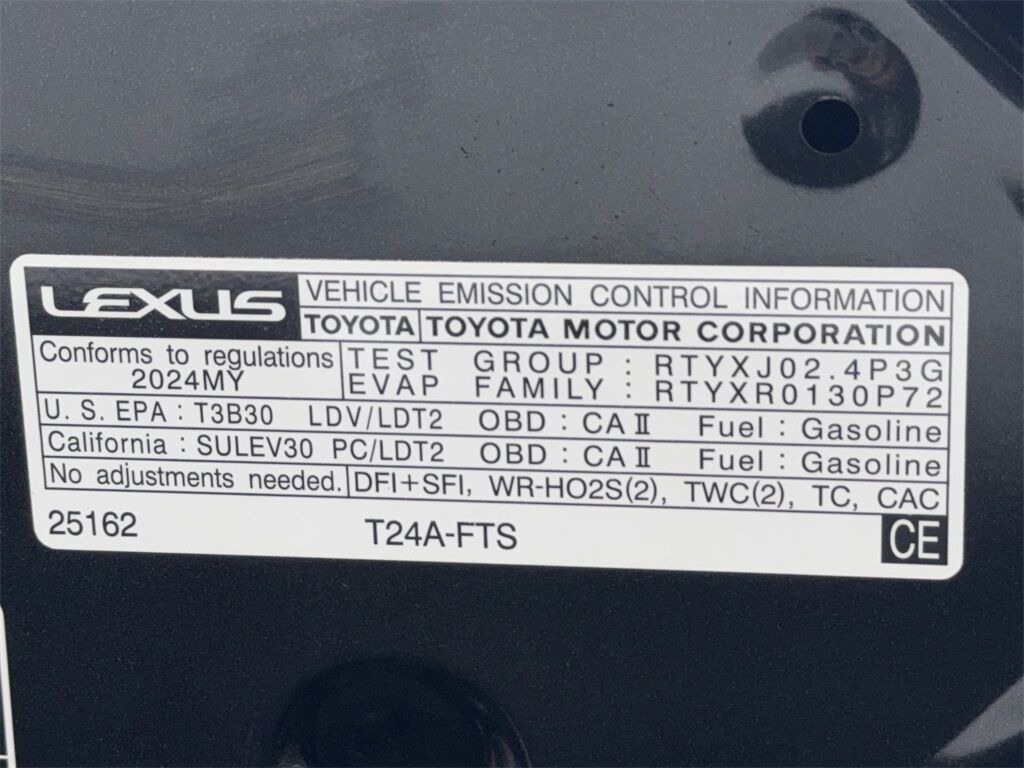 LEXUS VEHICLE EMISSION CONTROL INFORMATION
TOYOTA TOYOTA MOTOR CORPORATION
Conforms to regulations
2024MY
TEST GROUP : RTYXJ02.4P3G
EVAP FAMILY : RTYXR0130P72
U. S. EPA : T3B30 LDV/LDT2 OBD : CA II Fuel : Gasoline
California : SULEV30 PC/LDT2 OBD : CA II Fuel : Gasoline
No adjustments needed. DFI+SFI, WR-HO2S(2), TWC(2), TC, CAC
25162 T24A-FTS CE